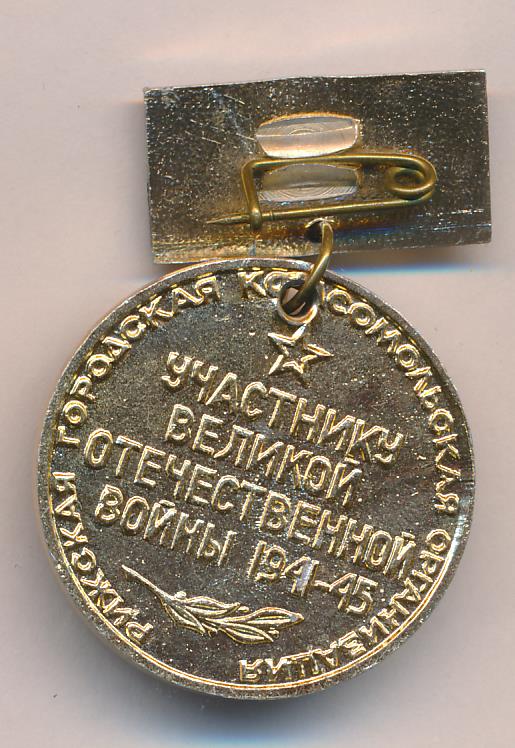 РИЖСКАЯ ГОРОДСКАЯ КОМСОМОЛЬСКАЯ ОРГАНИЗАЦИЯ
УЧАСТНИКУ
ВЕЛИКОЙ
ОТЕЧЕСТВЕННОЙ
ВОЙНЫ 1941-45